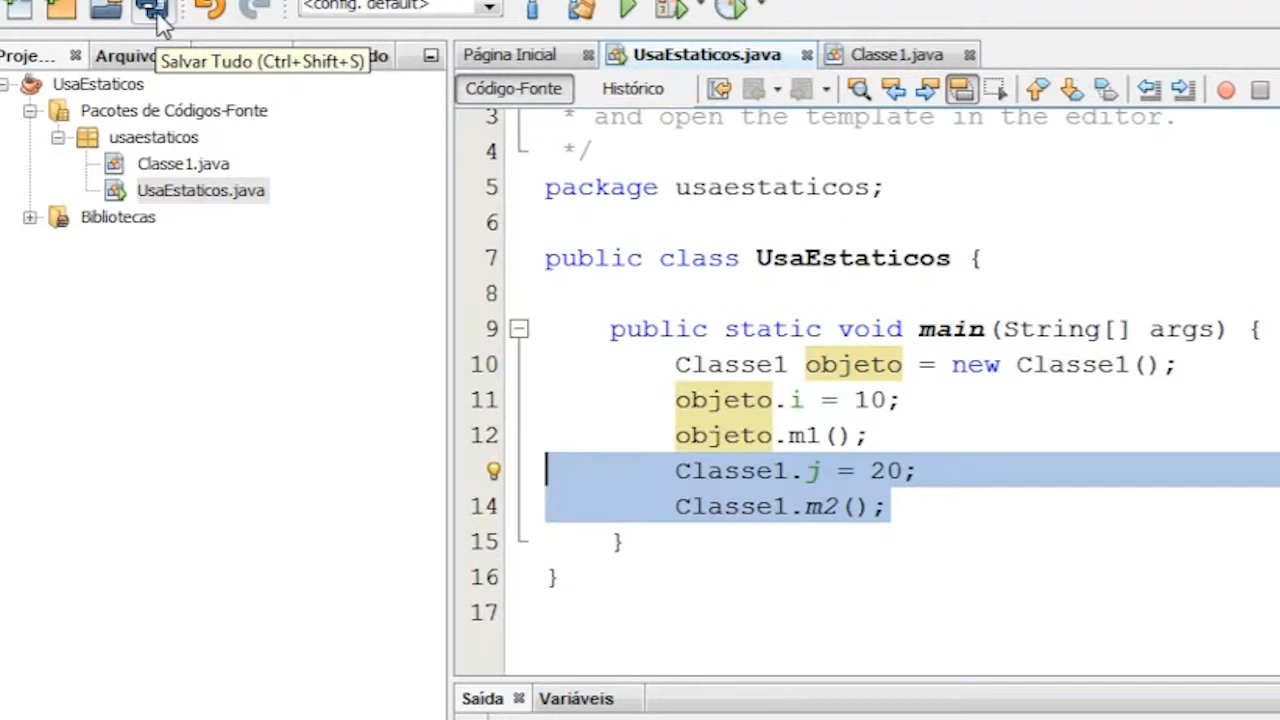 <config. default>
Salvar Tudo (Ctrl+Shift+S)
Proje...
Arquivo
do
UsaEstaticos
Pacotes de Códigos-Fonte
usaestaticos
Classe1.java
UsaEstaticos.java
Bibliotecas
Página Inicial
UsaEstaticos.java
Classe1.java
Código-Fonte
Histórico
3 * and open the template in the editor.
4 */
5 package usaestaticos;
6
7 public class UsaEstaticos {
8
9 public static void main(String[] args) {
10 Classe1 objeto = new Classe1();
11 objeto.i = 10;
12 objeto.m1();
Classe1.j = 20;
14 Classe1.m2();
15 }
16 }
17
Saída
Variáveis